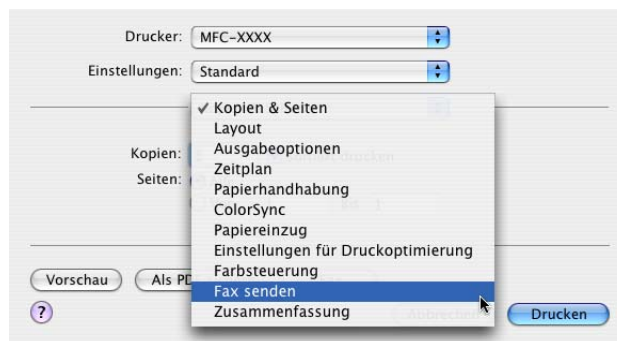 Drucker: MFC-XXXX
Einstellungen: Standard
✓ Kopien & Seiten
Layout
Ausgabeoptionen
Zeitplan
Papierhandhabung
ColorSync
Papiereinzug
Einstellungen für Druckoptimierung
Farbsteuerung
Fax senden
Zusammenfassung
Kopien:
Seiten:
Vorschau
Als PD
?
Abbrechen
Drucken